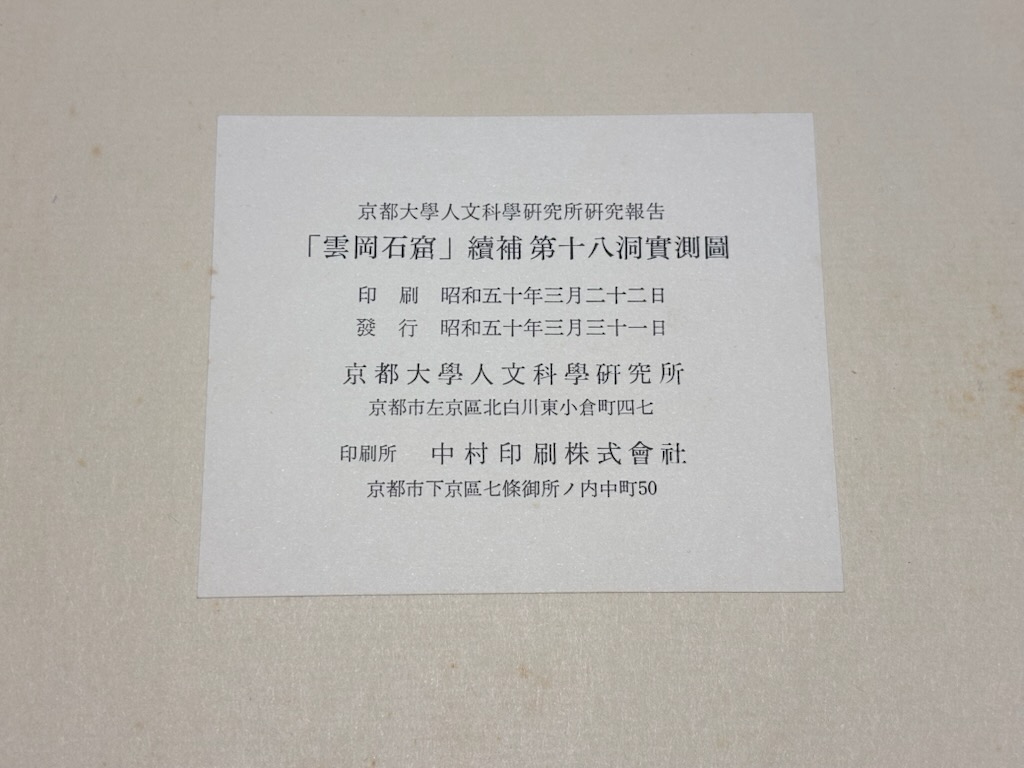 京都大學人文科學硏究所硏究報吿
「雲岡石窟」續補 第十八洞實測圖
印　刷　昭和五十年三月二十二日
發　行　昭和五十年三月三十一日
京都大學人文科學硏究所
京都市左京區北白川東小倉町四七
印刷所　中村印刷株式會社
京都市下京區七條御所ノ内中町50